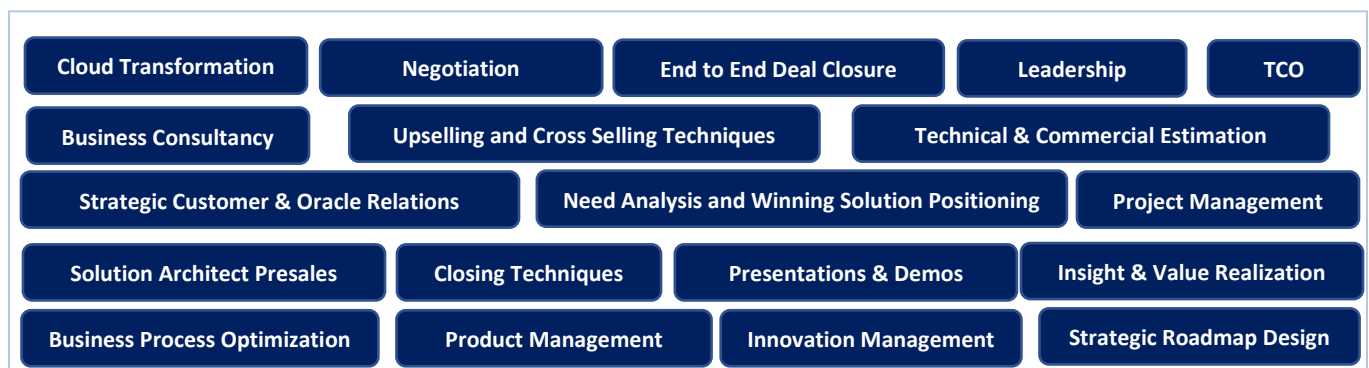 Cloud Transformation
Negotiation
End to End Deal Closure
Leadership
TCO
Business Consultancy
Upselling and Cross Selling Techniques
Technical & Commercial Estimation
Strategic Customer & Oracle Relations
Need Analysis and Winning Solution Positioning
Project Management
Solution Architect Presales
Closing Techniques
Presentations & Demos
Insight & Value Realization
Business Process Optimization
Product Management
Innovation Management
Strategic Roadmap Design